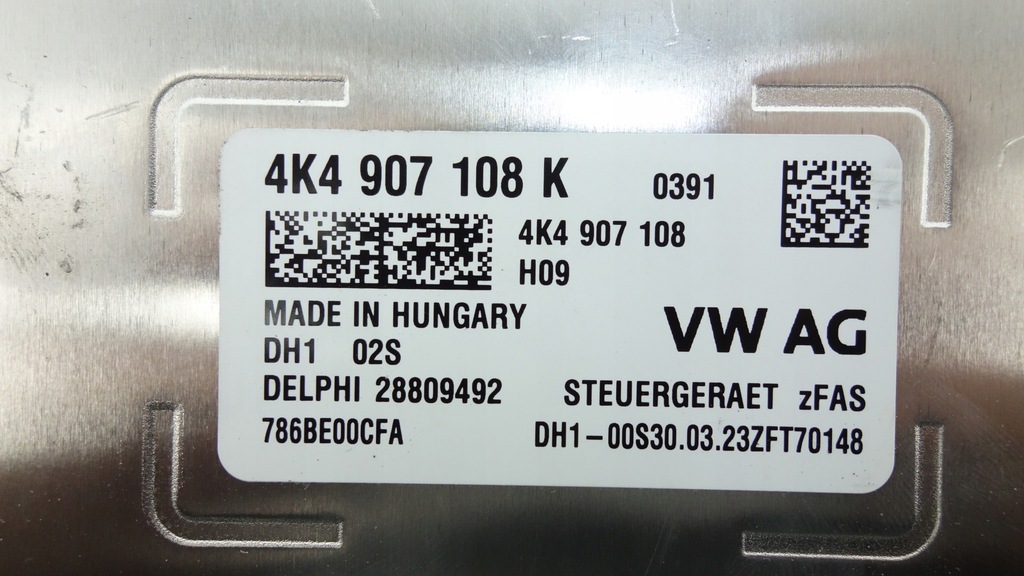 4K4 907 108 K 0391
4K4 907 108
H09
MADE IN HUNGARY
VW AG
DH1 02S
DELPHI 28809492 STEUERGERAET zFAS
786BE00CFA DH1-00S30.03.23ZFT70148